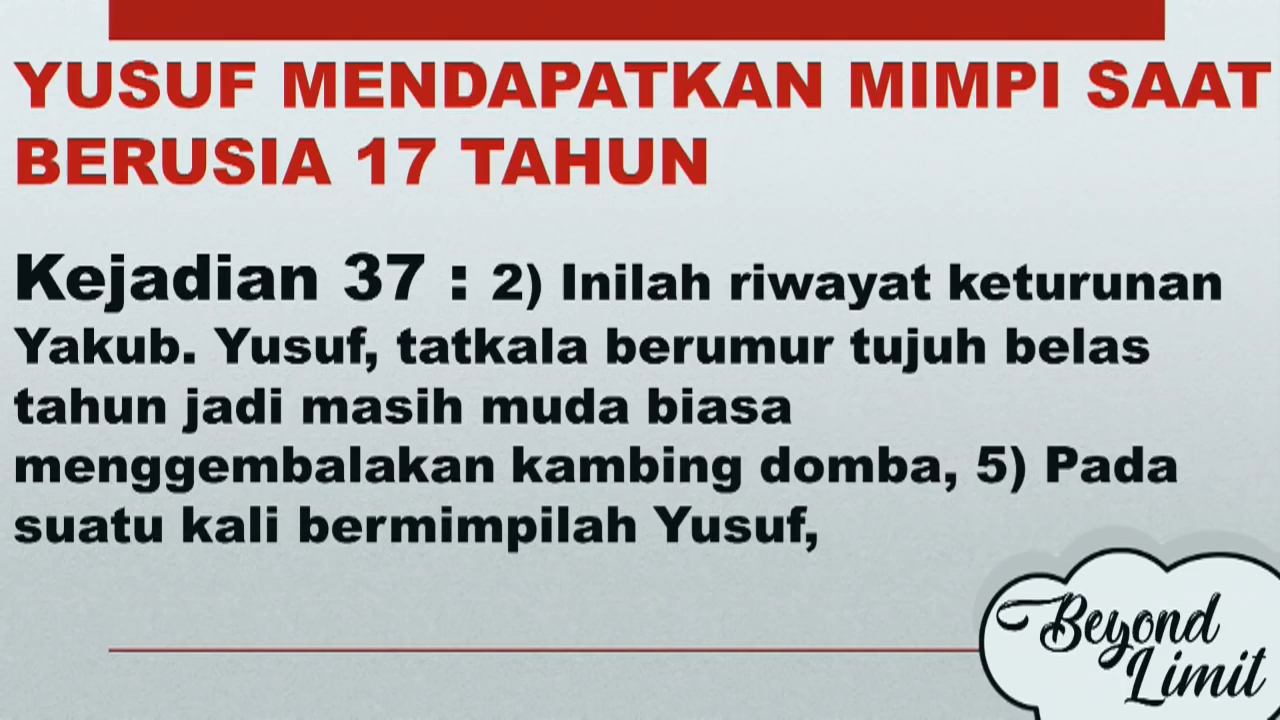 YUSUF MENDAPATKAN MIMPI SAAT
BERUSIA 17 TAHUN
Kejadian 37 : 2) Inilah riwayat keturunan
Yakub. Yusuf, tatkala berumur tujuh belas
tahun jadi masih muda biasa
menggembalakan kambing domba, 5) Pada
suatu kali bermimpilah Yusuf,
Beyond
Limit